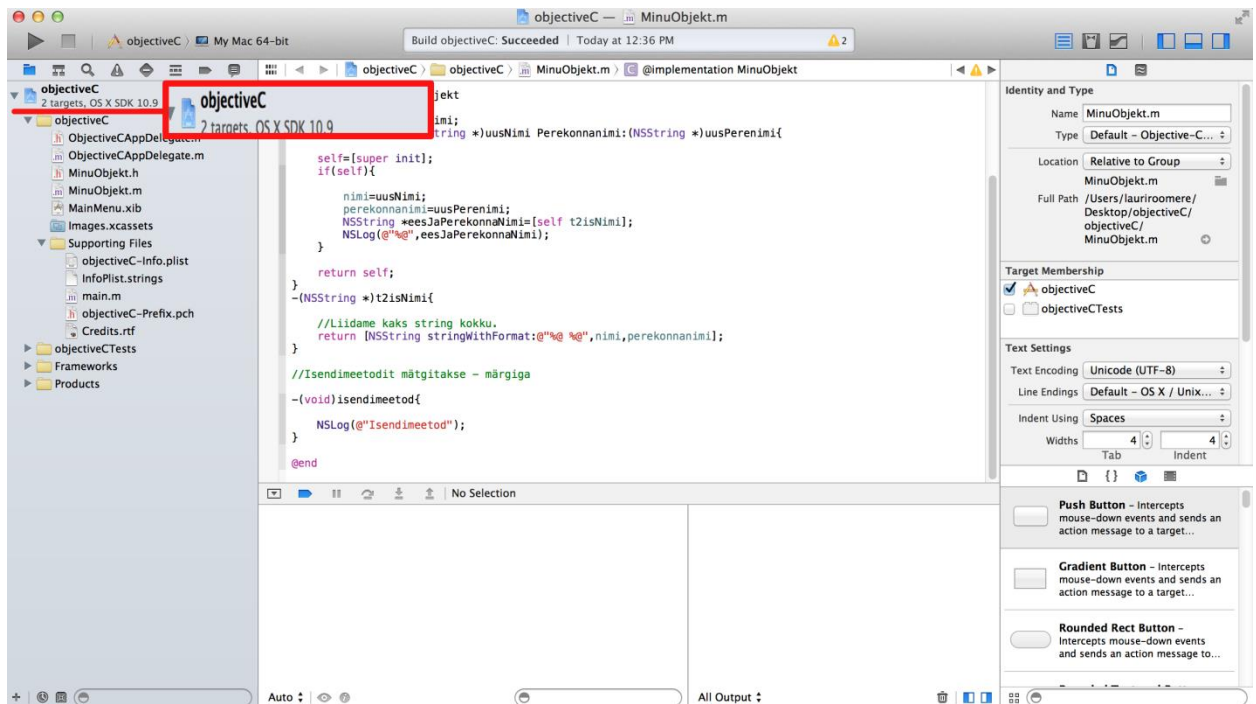 objectiveC — MinuObjekt.m
objectiveC 〉 My Mac 64-bit
Build objectiveC: Succeeded | Today at 12:36 PM
2
objectiveC 〉 objectiveC 〉 MinuObjekt.m 〉 @implementation MinuObjekt
objectiveC
2 targets, OS X SDK 10.9
objectiveC
2 targets, OS X SDK 10.9
objectiveC
ObjectiveCAppDelegate.h
ObjectiveCAppDelegate.m
MinuObjekt.h
MinuObjekt.m
MainMenu.xib
Images.xcassets
Supporting Files
objectiveC-Info.plist
InfoPlist.strings
main.m
objectiveC-Prefix.pch
Credits.rtf
objectiveCTests
Frameworks
Products
jekt
imi;
tring *)uusNimi Perekonnanimi:(NSString *)uusPerenimi{
self=[super init];
if(self){
nimi=uusNimi;
perekonnanimi=uusPerenimi;
NSString *eesJaPerekonnaNimi=[self t2isNimi];
NSLog(@"%@",eesJaPerekonnaNimi);
}
return self;
}
-(NSString *)t2isNimi{
//Liidame kaks string kokku.
return [NSString stringWithFormat:@"%@ %@",nimi,perekonnanimi];
}
//Isendimeetodit mätgitakse - märgiga
-(void)isendimeetod{
NSLog(@"Isendimeetod");
}
@end
No Selection
Auto
All Output
Identity and Type
Name MinuObjekt.m
Type Default - Objective-C...
Location Relative to Group
MinuObjekt.m
Full Path /Users/lauriroomere/
Desktop/objectiveC/
objectiveC/
MinuObjekt.m
Target Membership
objectiveC
objectiveCTests
Text Settings
Text Encoding Unicode (UTF-8)
Line Endings Default - OS X / Unix...
Indent Using Spaces
Widths 4 4
Tab Indent
{}
Push Button - Intercepts
mouse-down events and sends an
action message to a target...
Gradient Button - Intercepts
mouse-down events and sends an
action message to a target...
Rounded Rect Button -
Intercepts mouse-down events
and sends an action message to...